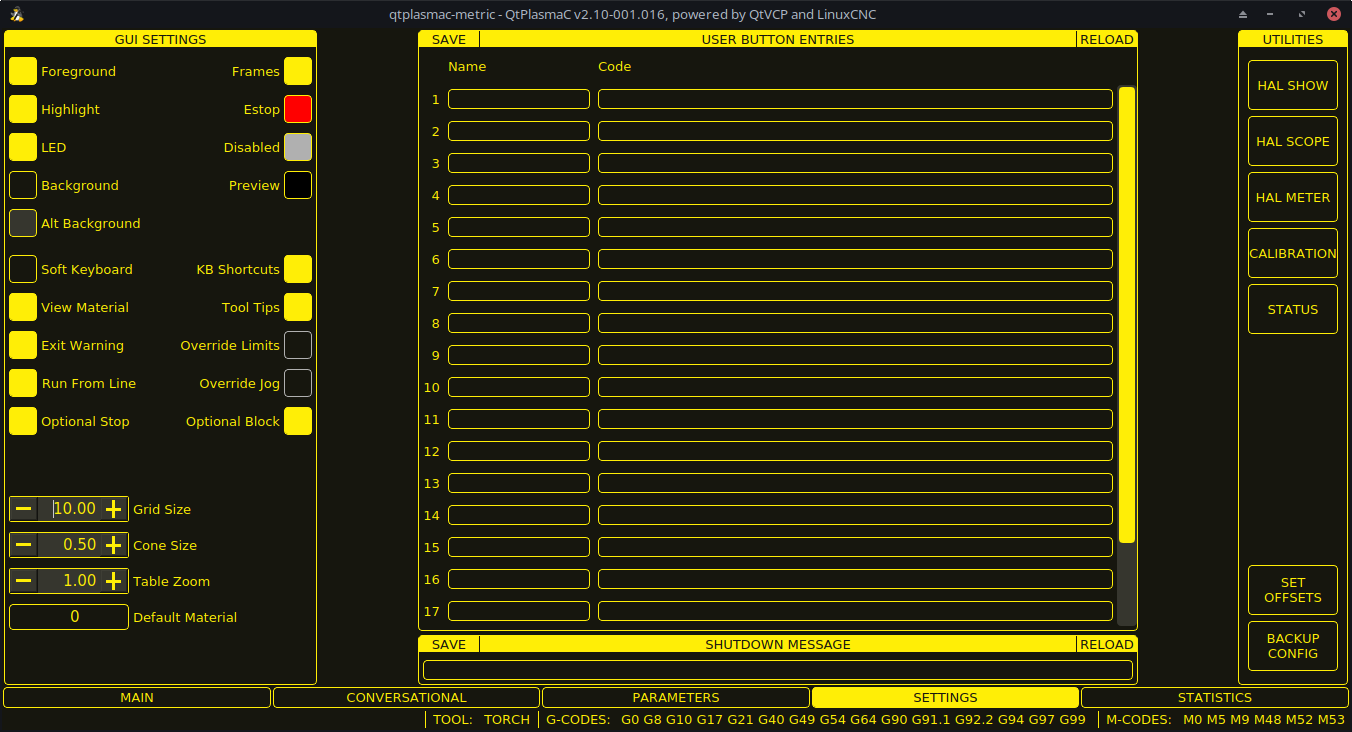 qtplasmac-metric - QtPlasmaC v2.10-001.016, powered by QtVCP and LinuxCNC
GUI SETTINGS
Foreground Frames
Highlight Estop
LED Disabled
Background Preview
Alt Background
Soft Keyboard KB Shortcuts
View Material Tool Tips
Exit Warning Override Limits
Run From Line Override Jog
Optional Stop Optional Block
10.00 Grid Size
0.50 Cone Size
1.00 Table Zoom
0 Default Material
SAVE USER BUTTON ENTRIES RELOAD
Name Code
1
2
3
4
5
6
7
8
9
10
11
12
13
14
15
16
17
SAVE SHUTDOWN MESSAGE RELOAD
UTILITIES
HAL SHOW
HAL SCOPE
HAL METER
CALIBRATION
STATUS
SET
OFFSETS
BACKUP
CONFIG
MAIN CONVERSATIONAL PARAMETERS SETTINGS STATISTICS
TOOL: TORCH G-CODES: G0 G8 G10 G17 G21 G40 G49 G54 G64 G90 G91.1 G92.2 G94 G97 G99 M-CODES: M0 M5 M9 M48 M52 M53